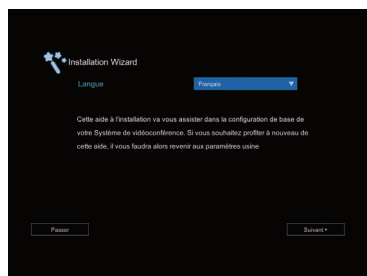 Installation Wizard
Langue Français
Cette aide à l'installation va vous assister dans la configuration de base de
votre Système de vidéoconférence. Si vous souhaitez profiter à nouveau de
cette aide, il vous faudra alors revenir aux paramètres usine
Passer Suivant